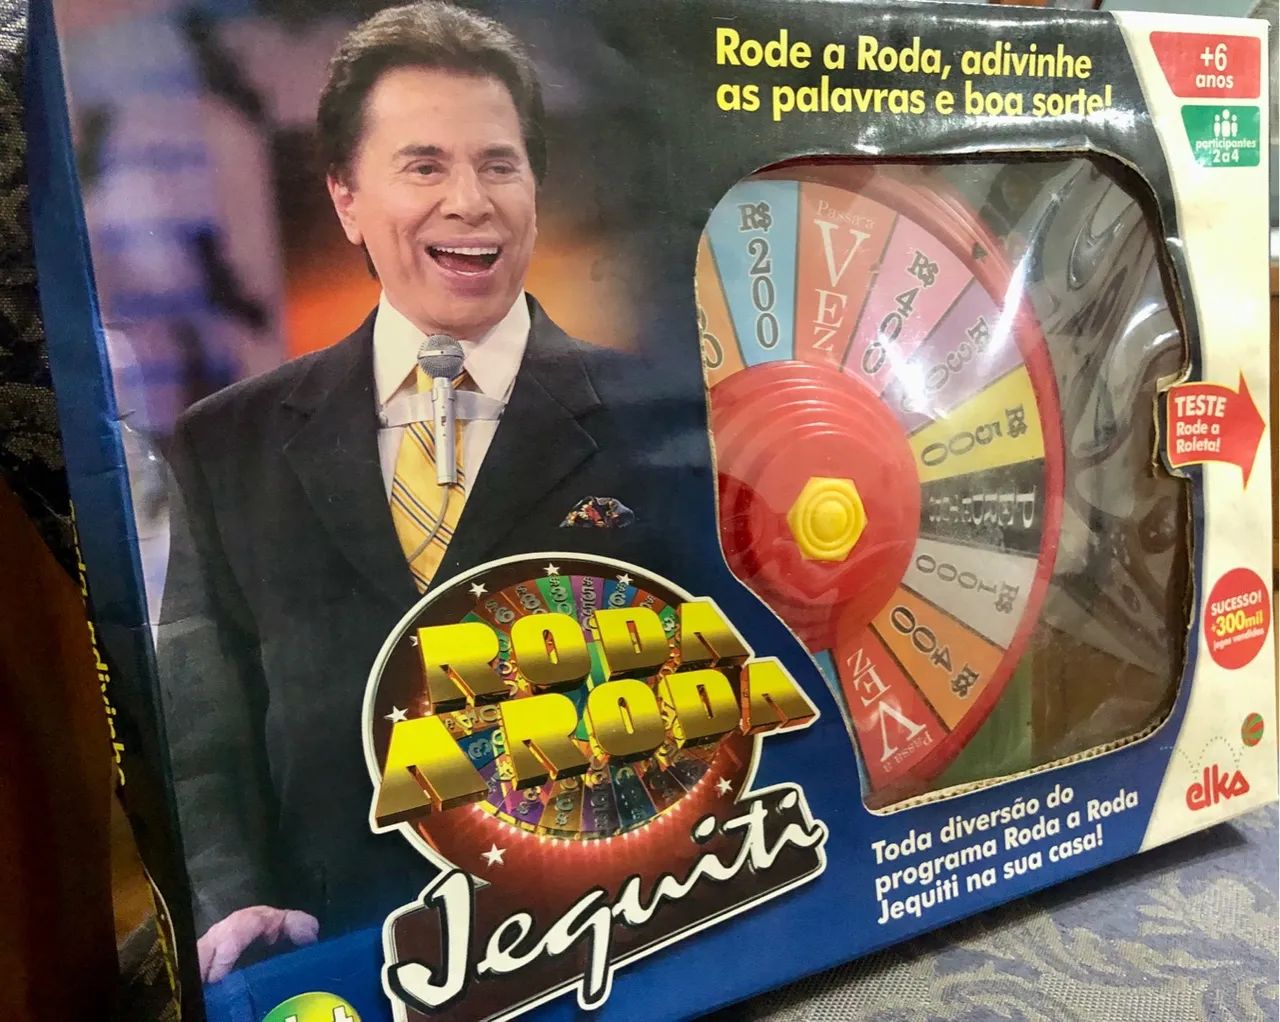 Rode a Roda, adivinhe
as palavras e boa sorte!
+6
anos
participantes
2 a 4
R$ 200
Passa a
VEZ
R$ 400
R$ 300
R$ 500
R$ 1000
R$ 400
Passa a
VEZ
TESTE
Rode a
Roleta!
SUCESSO!
+300mil
jogos vendidos
elka
RODA
A RODA
Jequiti
Toda diversão do
programa Roda a Roda
Jequiti na sua casa!